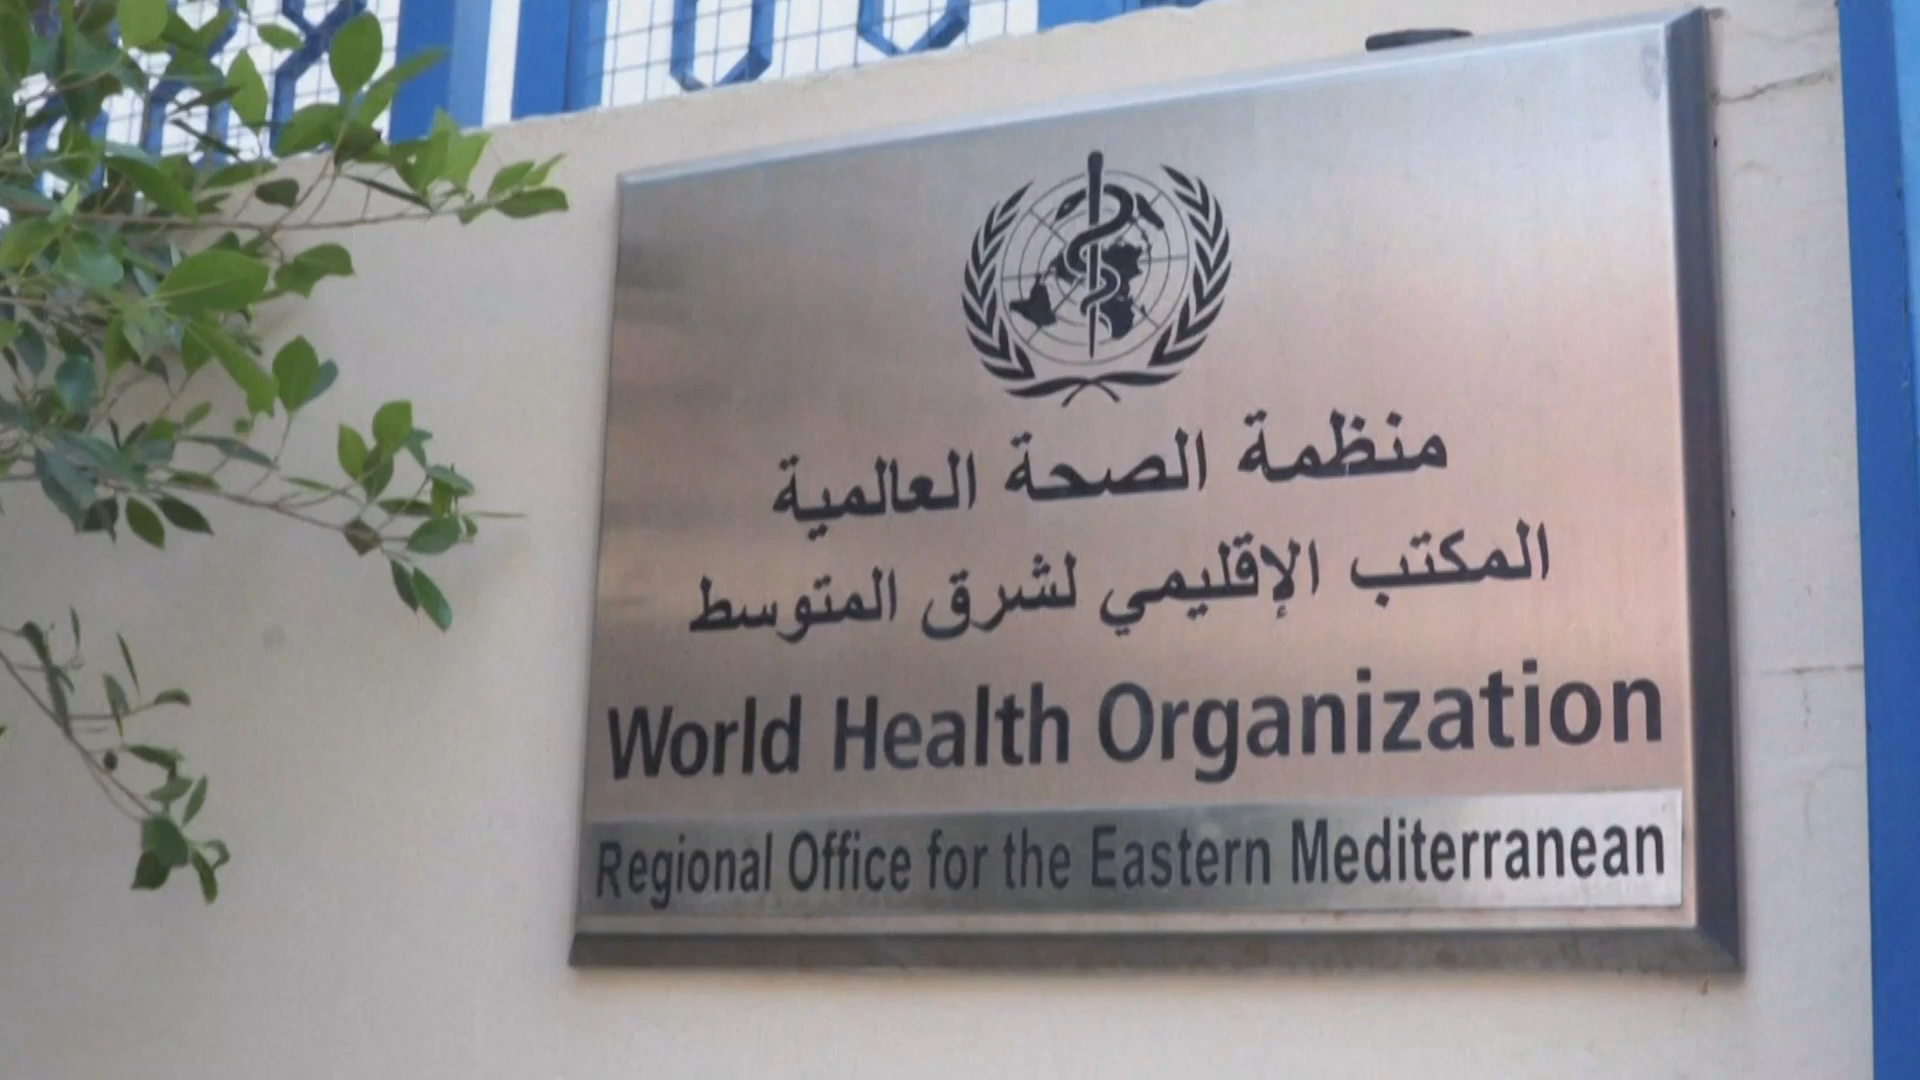 منظمة الصحة العالمية
المكتب الإقليمي لشرق المتوسط
World Health Organization
Regional Office for the Eastern Mediterranean